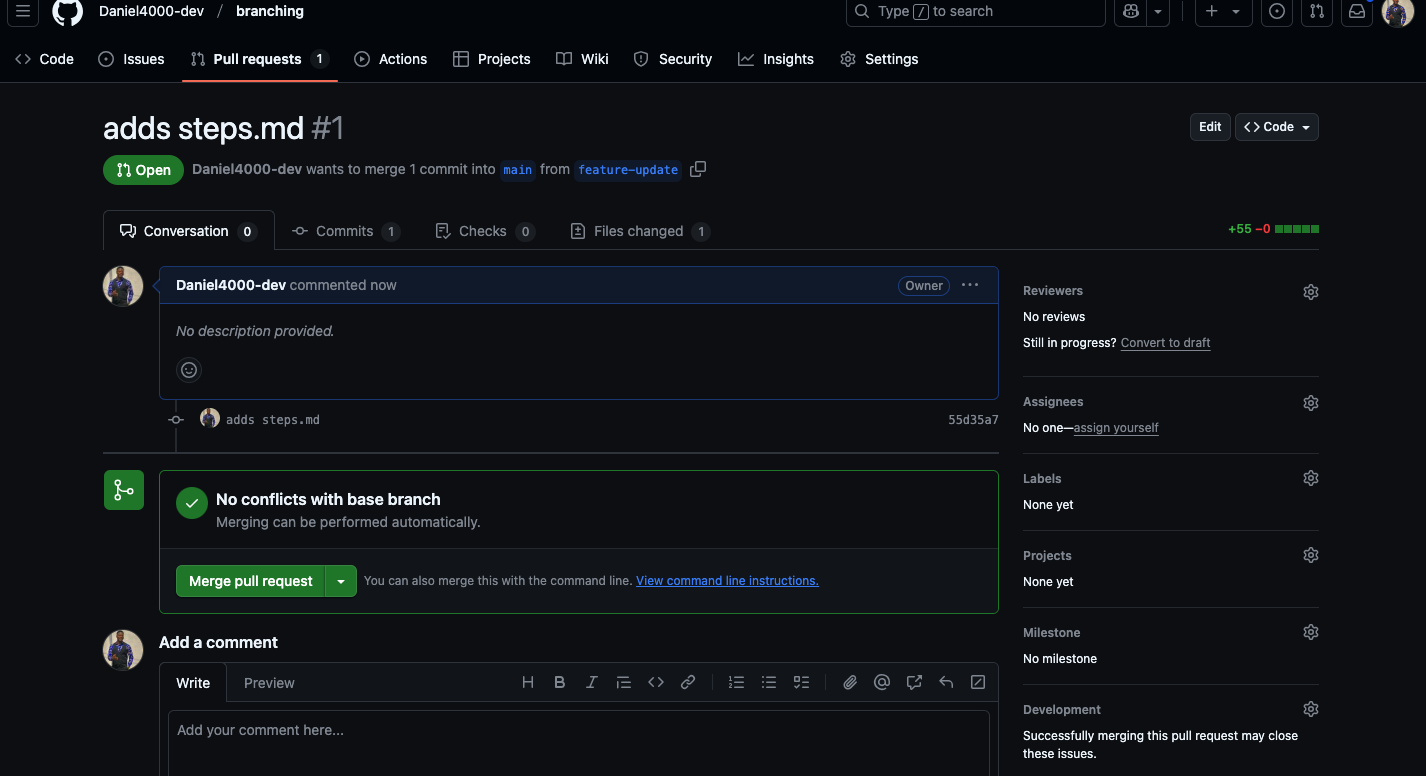 Daniel4000-dev / branching
Type / to search
Code Issues Pull requests 1 Actions Projects Wiki Security Insights Settings
adds steps.md #1
Edit Code
Open Daniel4000-dev wants to merge 1 commit into main from feature-update
Conversation 0 Commits 1 Checks 0 Files changed 1
+55 −0
Daniel4000-dev commented now
Owner
No description provided.
adds steps.md
55d35a7
No conflicts with base branch
Merging can be performed automatically.
Merge pull request You can also merge this with the command line. View command line instructions.
Add a comment
Write Preview
Add your comment here...
Reviewers
No reviews
Still in progress? Convert to draft
Assignees
No one—assign yourself
Labels
None yet
Projects
None yet
Milestone
No milestone
Development
Successfully merging this pull request may close
these issues.